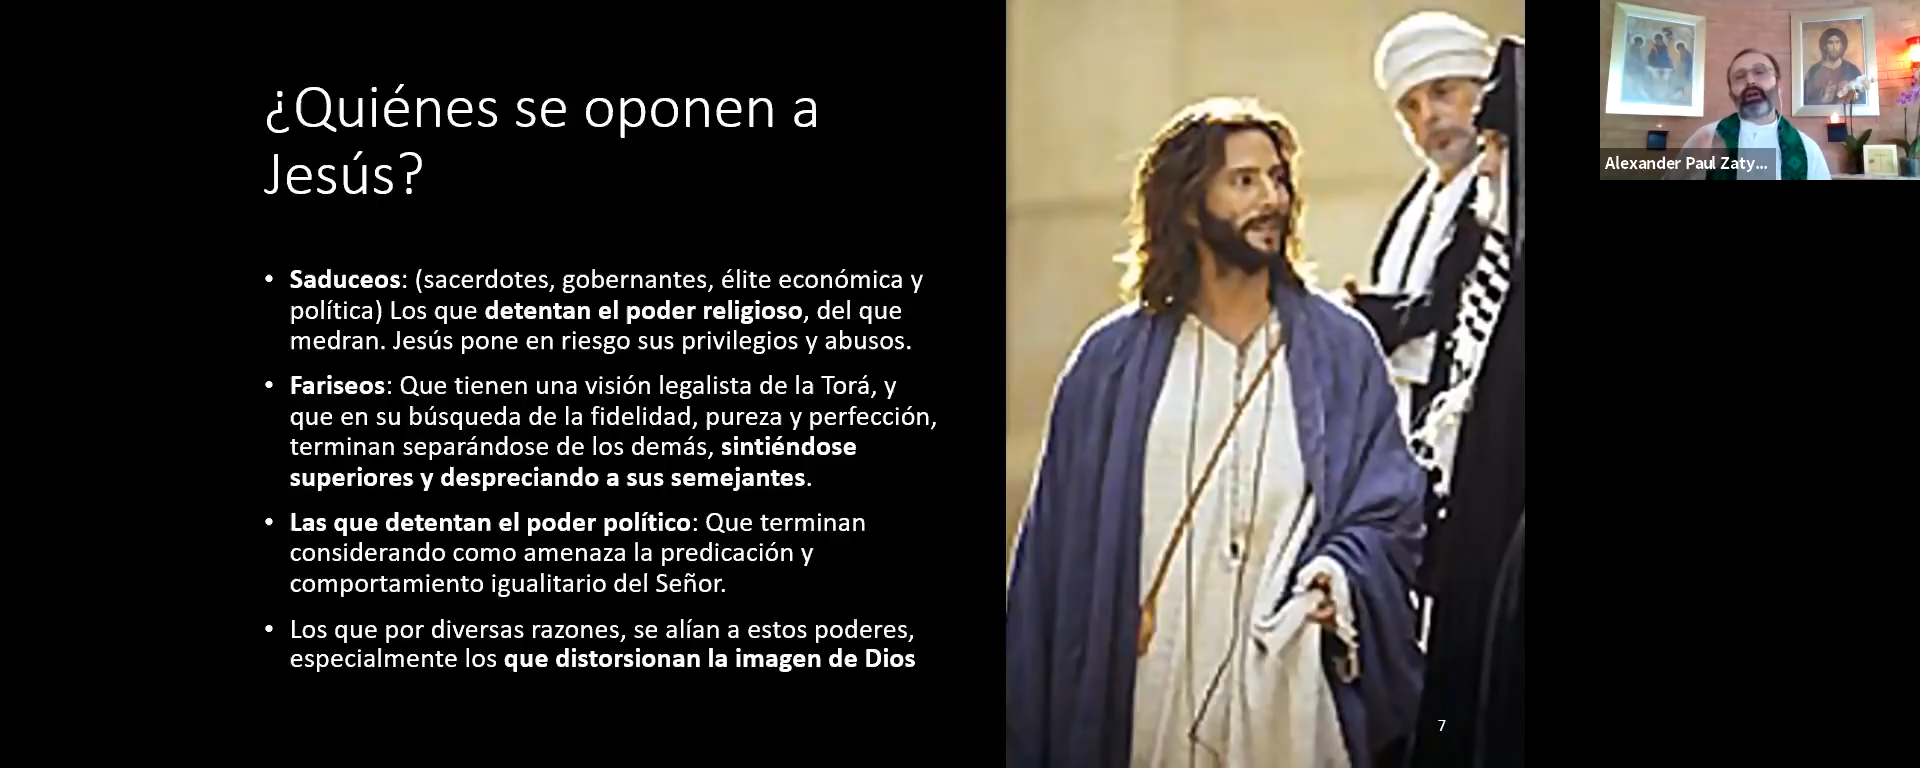 ¿Quiénes se oponen a
Jesús?
• Saduceos: (sacerdotes, gobernantes, élite económica y
política) Los que detentan el poder religioso, del que
medran. Jesús pone en riesgo sus privilegios y abusos.
• Fariseos: Que tienen una visión legalista de la Torá, y
que en su búsqueda de la fidelidad, pureza y perfección,
terminan separándose de los demás, sintiéndose
superiores y despreciando a sus semejantes.
• Las que detentan el poder político: Que terminan
considerando como amenaza la predicación y
comportamiento igualitario del Señor.
• Los que por diversas razones, se alían a estos poderes,
especialmente los que distorsionan la imagen de Dios
7
Alexander Paul Zaty...